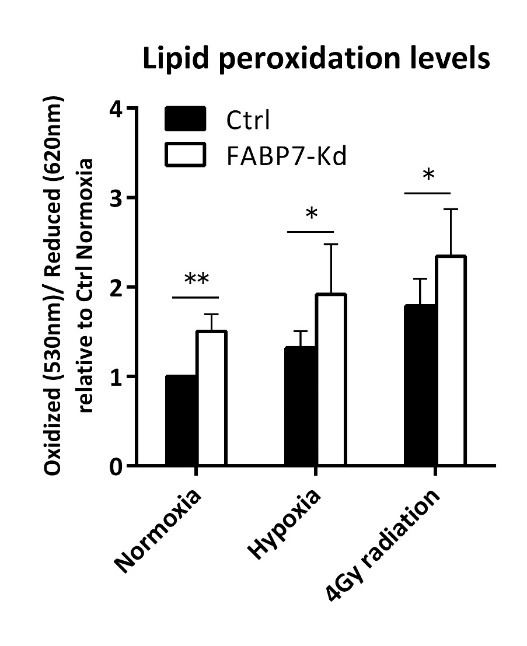 Lipid peroxidation levels
Oxidized (530nm)/ Reduced (620nm)
relative to Ctrl Normoxia
4
3
2
1
0
Ctrl
FABP7-Kd
**
*
*
Normoxia
Hypoxia
4Gy radiation